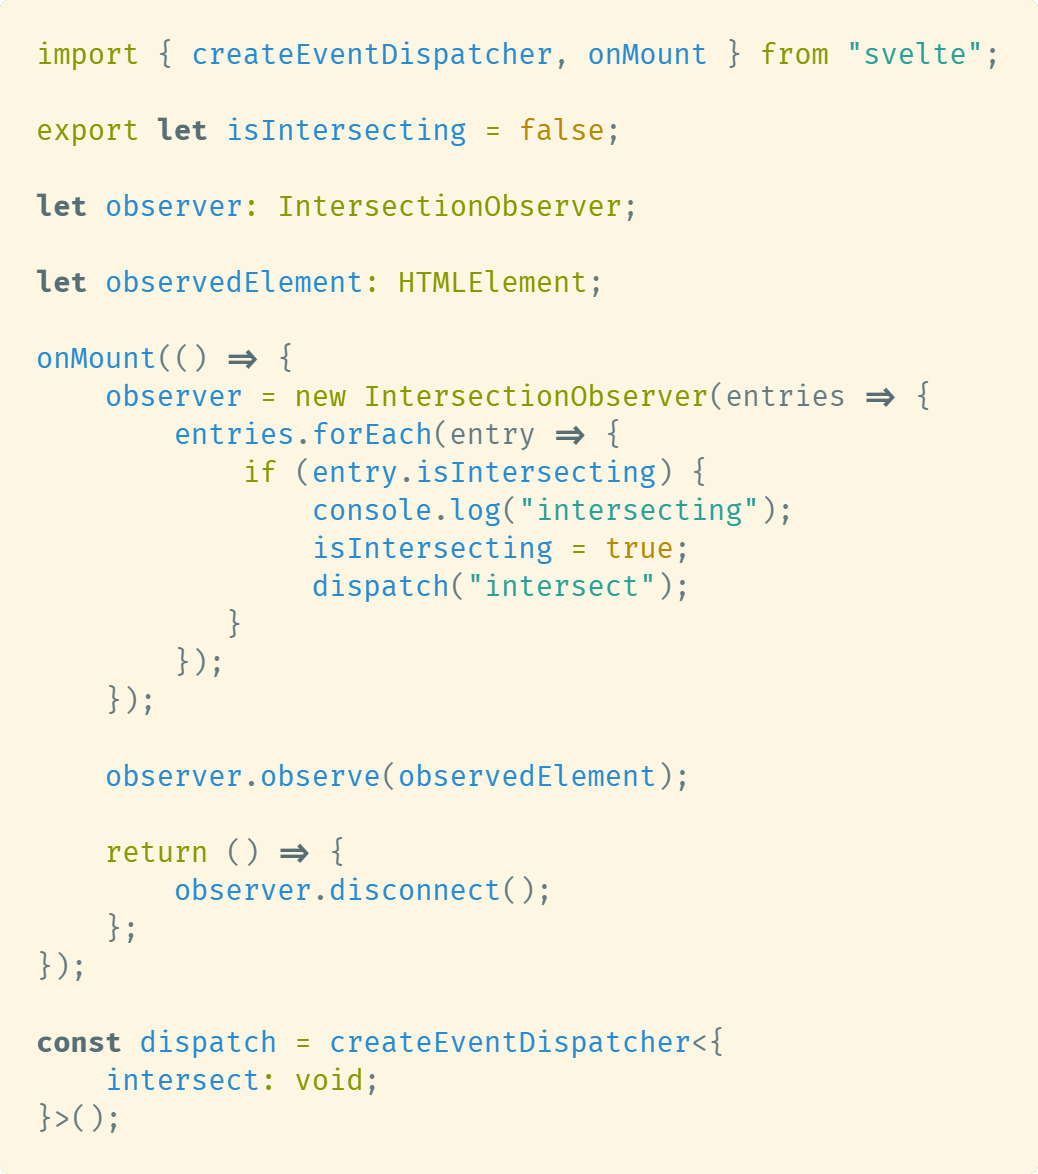 import { createEventDispatcher, onMount } from "svelte";
export let isIntersecting = false;
let observer: IntersectionObserver;
let observedElement: HTMLElement;
onMount(() => {
    observer = new IntersectionObserver(entries => {
        entries.forEach(entry => {
            if (entry.isIntersecting) {
                console.log("intersecting");
                isIntersecting = true;
                dispatch("intersect");
           }
        });
    });
    observer.observe(observedElement);
    return () => {
        observer.disconnect();
    };
});
const dispatch = createEventDispatcher<{
    intersect: void;
}>();